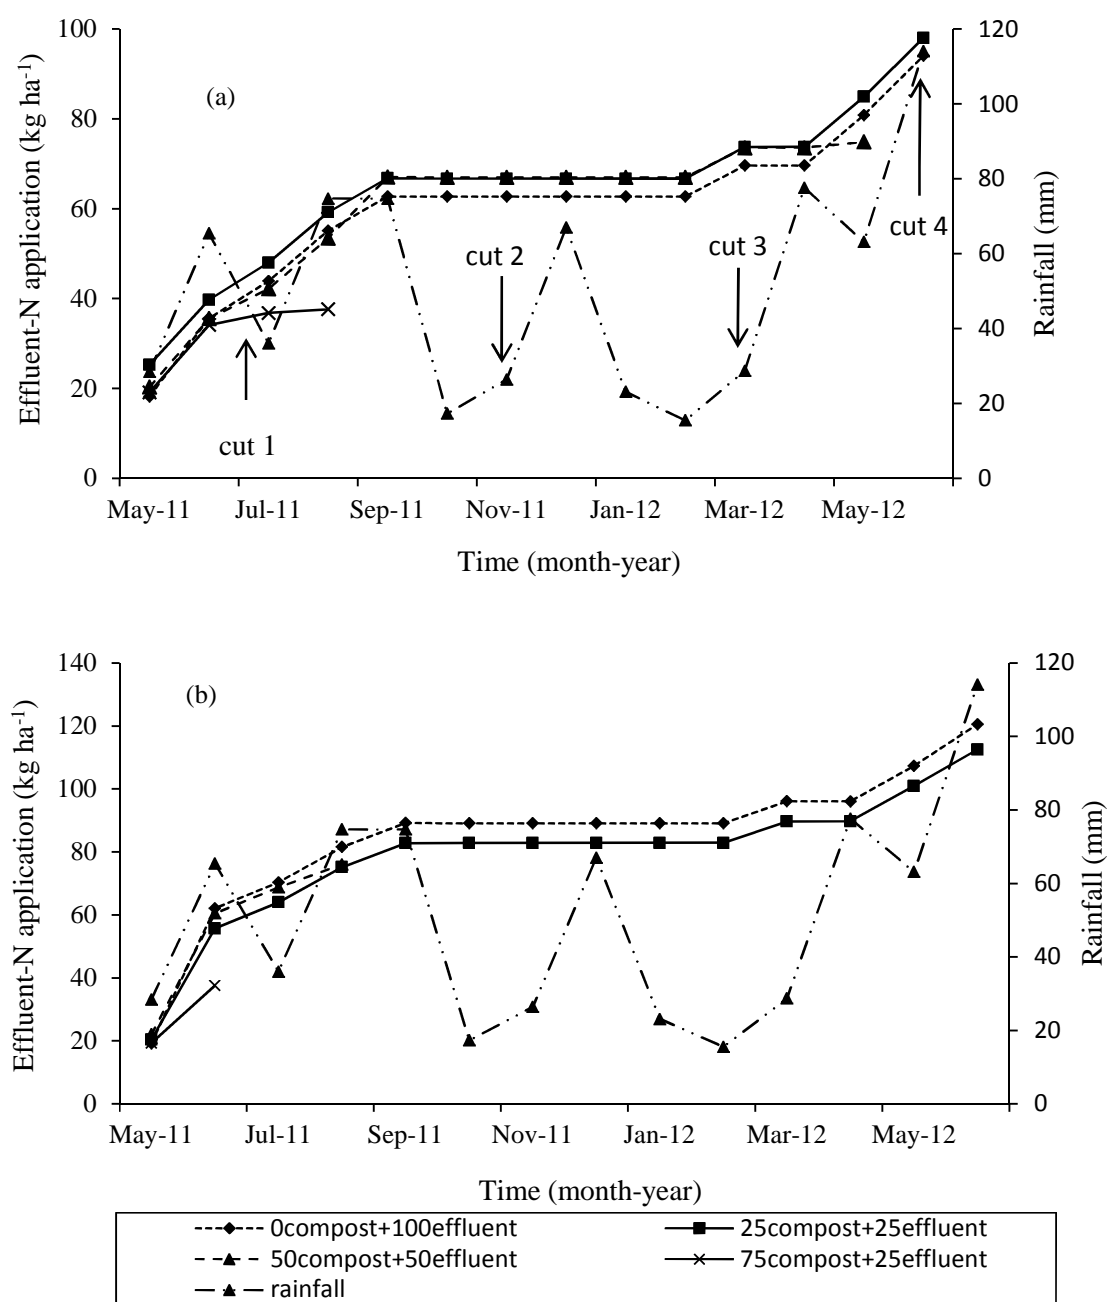 Effluent-N application (kg ha⁻¹)
100
80
60
40
20
0
(a)
cut 1
cut 2
cut 3
cut 4
120
100
80
60
40
20
0
Rainfall (mm)
May-11 Jul-11 Sep-11 Nov-11 Jan-12 Mar-12 May-12
Time (month-year)
Effluent-N application (kg ha⁻¹)
140
120
100
80
60
40
20
0
(b)
120
100
80
60
40
20
0
Rainfall (mm)
May-11 Jul-11 Sep-11 Nov-11 Jan-12 Mar-12 May-12
Time (month-year)
0compost+100effluent 25compost+25effluent
50compost+50effluent 75compost+25effluent
rainfall